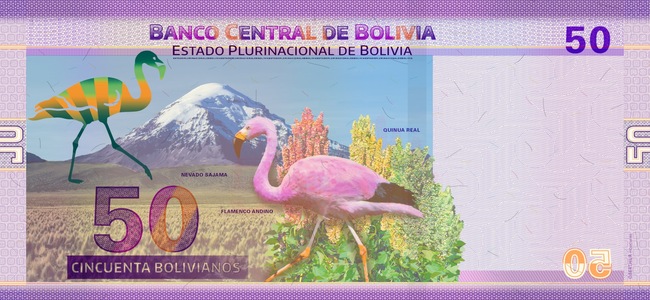 BANCO CENTRAL DE BOLIVIA
ESTADO PLURINACIONAL DE BOLIVIA
50
50
50
QUINUA REAL
NEVADO SAJAMA
FLAMENCO ANDINO
50
CINCUENTA BOLIVIANOS
50